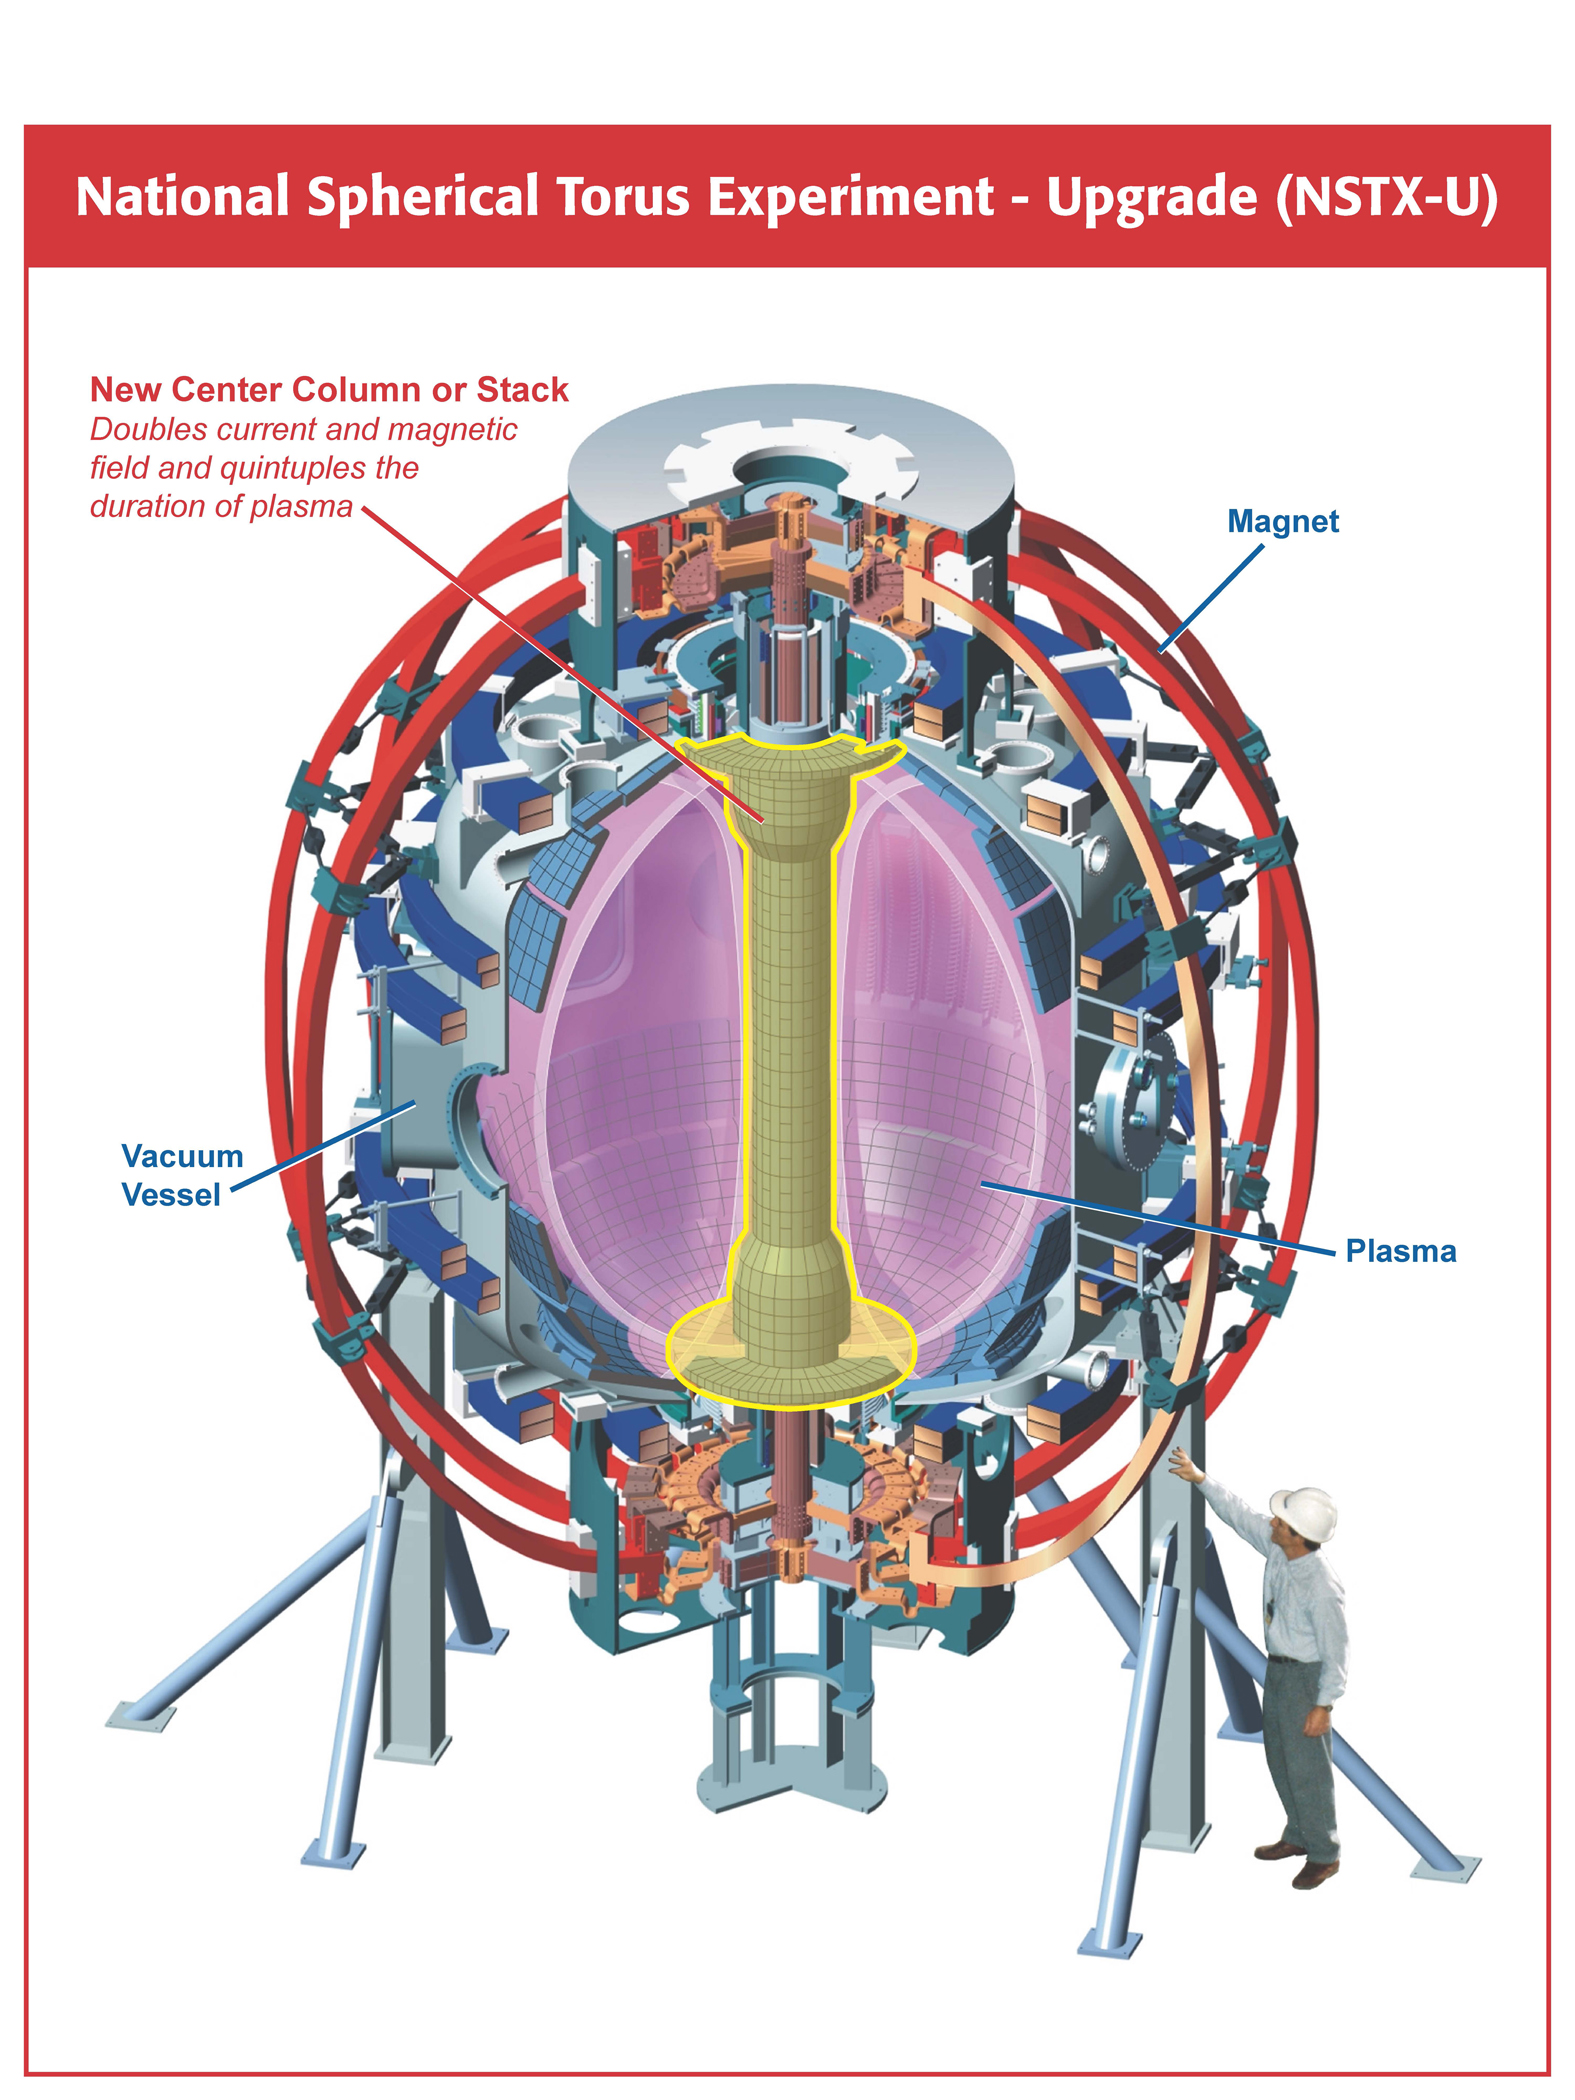 National Spherical Torus Experiment - Upgrade (NSTX-U)
New Center Column or Stack
Doubles current and magnetic
field and quintuples the
duration of plasma
Magnet
Vacuum
Vessel
Plasma